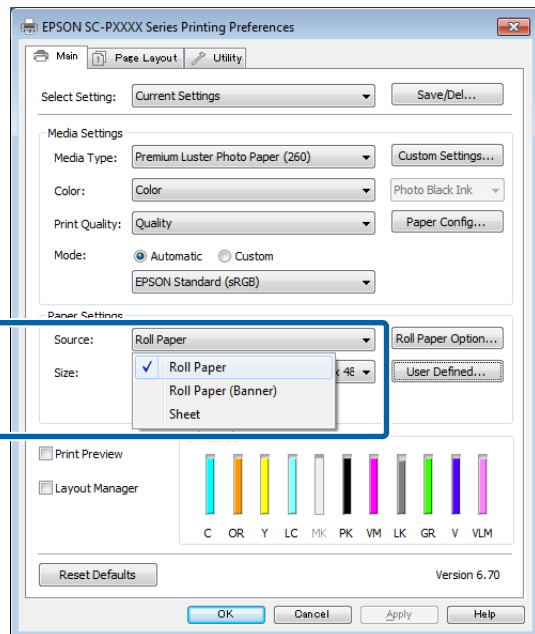 EPSON SC-PXXXX Series Printing Preferences
Main Page Layout Utility
Select Setting: Current Settings Save/Del...
Media Settings
Media Type: Premium Luster Photo Paper (260) Custom Settings...
Color: Color Photo Black Ink
Print Quality: Quality Paper Config...
Mode: Automatic Custom
EPSON Standard (sRGB)
Paper Settings
Source: Roll Paper Roll Paper Option...
Size: x 48 User Defined...
Roll Paper
Roll Paper (Banner)
Sheet
Print Preview
Layout Manager
C OR Y LC MK PK VM LK GR V VLM
Reset Defaults Version 6.70
OK Cancel Apply Help